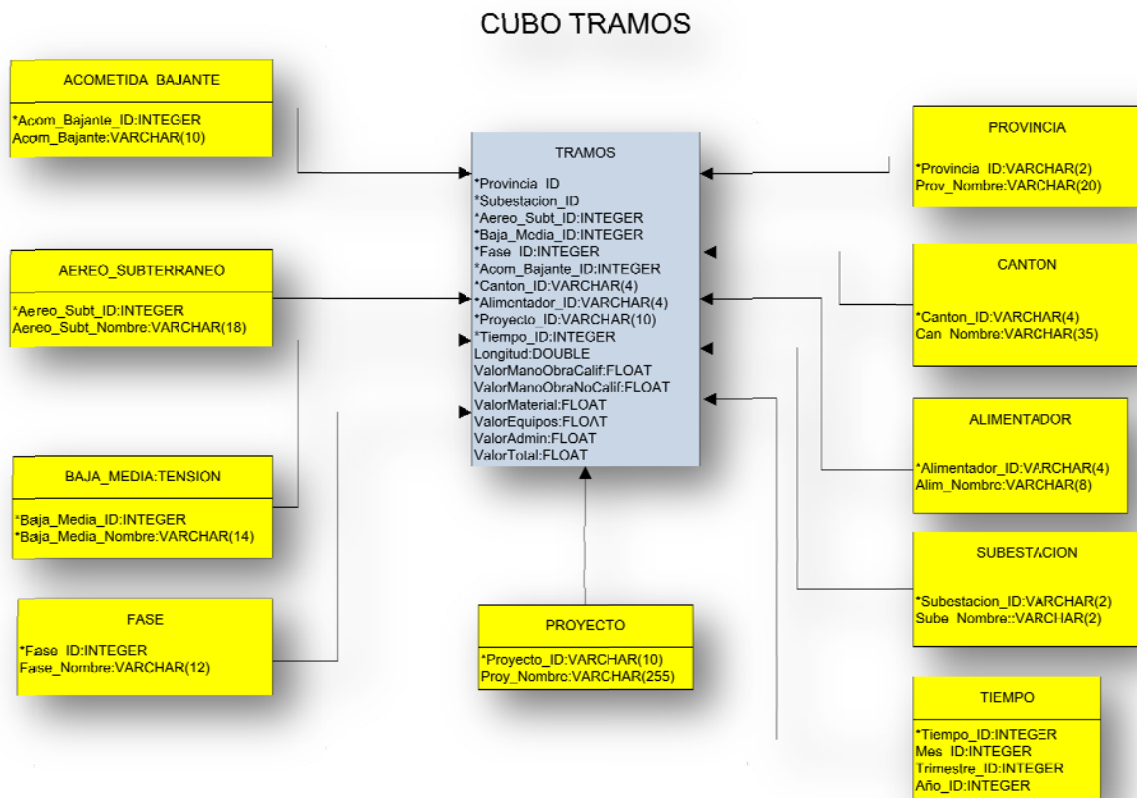 CUBO TRAMOS
ACOMETIDA BAJANTE
*Acom_Bajante_ID:INTEGER
Acom_Bajante:VARCHAR(10)
AEREO_SUBTERRANEO
*Aereo_Subt_ID:INTEGER
Aereo_Subt_Nombre:VARCHAR(18)
BAJA_MEDIA:TENSION
*Baja_Media_ID:INTEGER
*Baja_Media_Nombre:VARCHAR(14)
FASE
*Fase_ID:INTEGER
Fase_Nombre:VARCHAR(12)
TRAMOS
*Provincia_ID
*Subestacion_ID
*Aereo_Subt_ID:INTEGER
*Baja_Media_ID:INTEGER
*Fase_ID:INTEGER
*Acom_Bajante_ID:INTEGER
*Canton_ID:VARCHAR(4)
*Alimentador_ID:VARCHAR(4)
*Proyecto_ID:VARCHAR(10)
*Tiempo_ID:INTEGER
Longitud:DOUBLE
ValorManoObraCalif:FLOAT
ValorManoObraNoCalif:FLOAT
ValorMaterial:FLOAT
ValorEquipos:FLOAT
ValorAdmin:FLOAT
ValorTotal:FLOAT
PROYECTO
*Proyecto_ID:VARCHAR(10)
Proy_Nombre:VARCHAR(255)
PROVINCIA
*Provincia_ID:VARCHAR(2)
Prov_Nombre:VARCHAR(20)
CANTON
*Canton_ID:VARCHAR(4)
Can_Nombre:VARCHAR(35)
ALIMENTADOR
*Alimentador_ID:VARCHAR(4)
Alim_Nombre:VARCHAR(8)
SUBESTACION
*Subestacion_ID:VARCHAR(2)
Sube_Nombre::VARCHAR(2)
TIEMPO
*Tiempo_ID:INTEGER
Mes_ID:INTEGER
Trimestre_ID:INTEGER
Año_ID:INTEGER